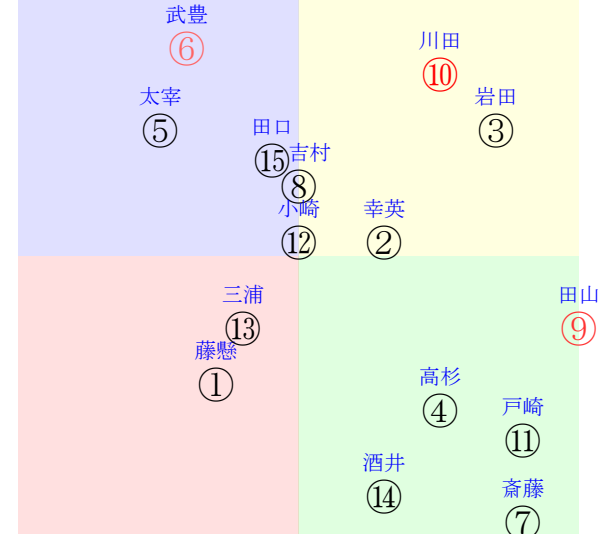 武豊
⑥
川田
⑩
太宰
⑤
岩田
③
田口
⑮
吉村
⑧
小崎
⑫
幸英
②
三浦
⑬
田山
⑨
藤懸
①
高杉
④
戸崎
⑪
酒井
⑭
斎藤
⑦